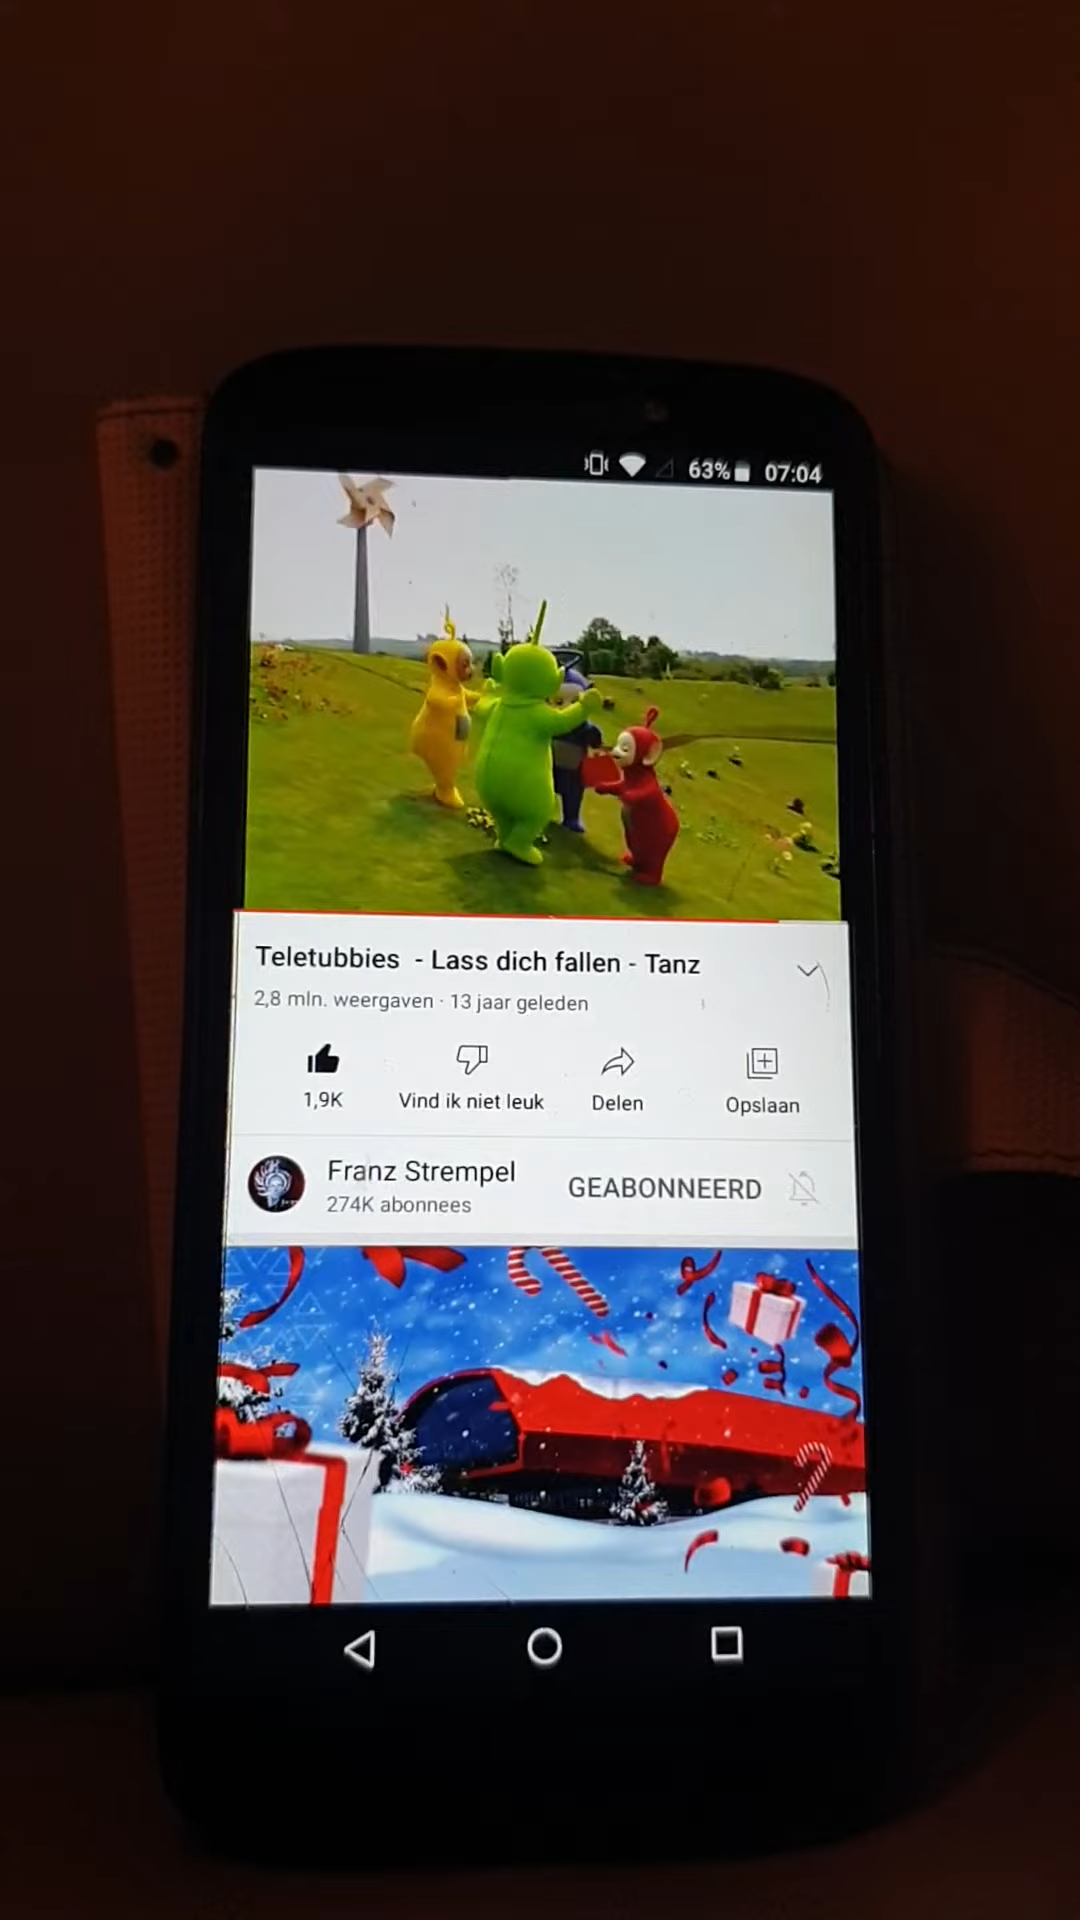 63% 07:04
Teletubbies - Lass dich fallen - Tanz
2,8 mln. weergaven · 13 jaar geleden
1,9K Vind ik niet leuk Delen Opslaan
Franz Strempel
274K abonnees
GEABONNEERD